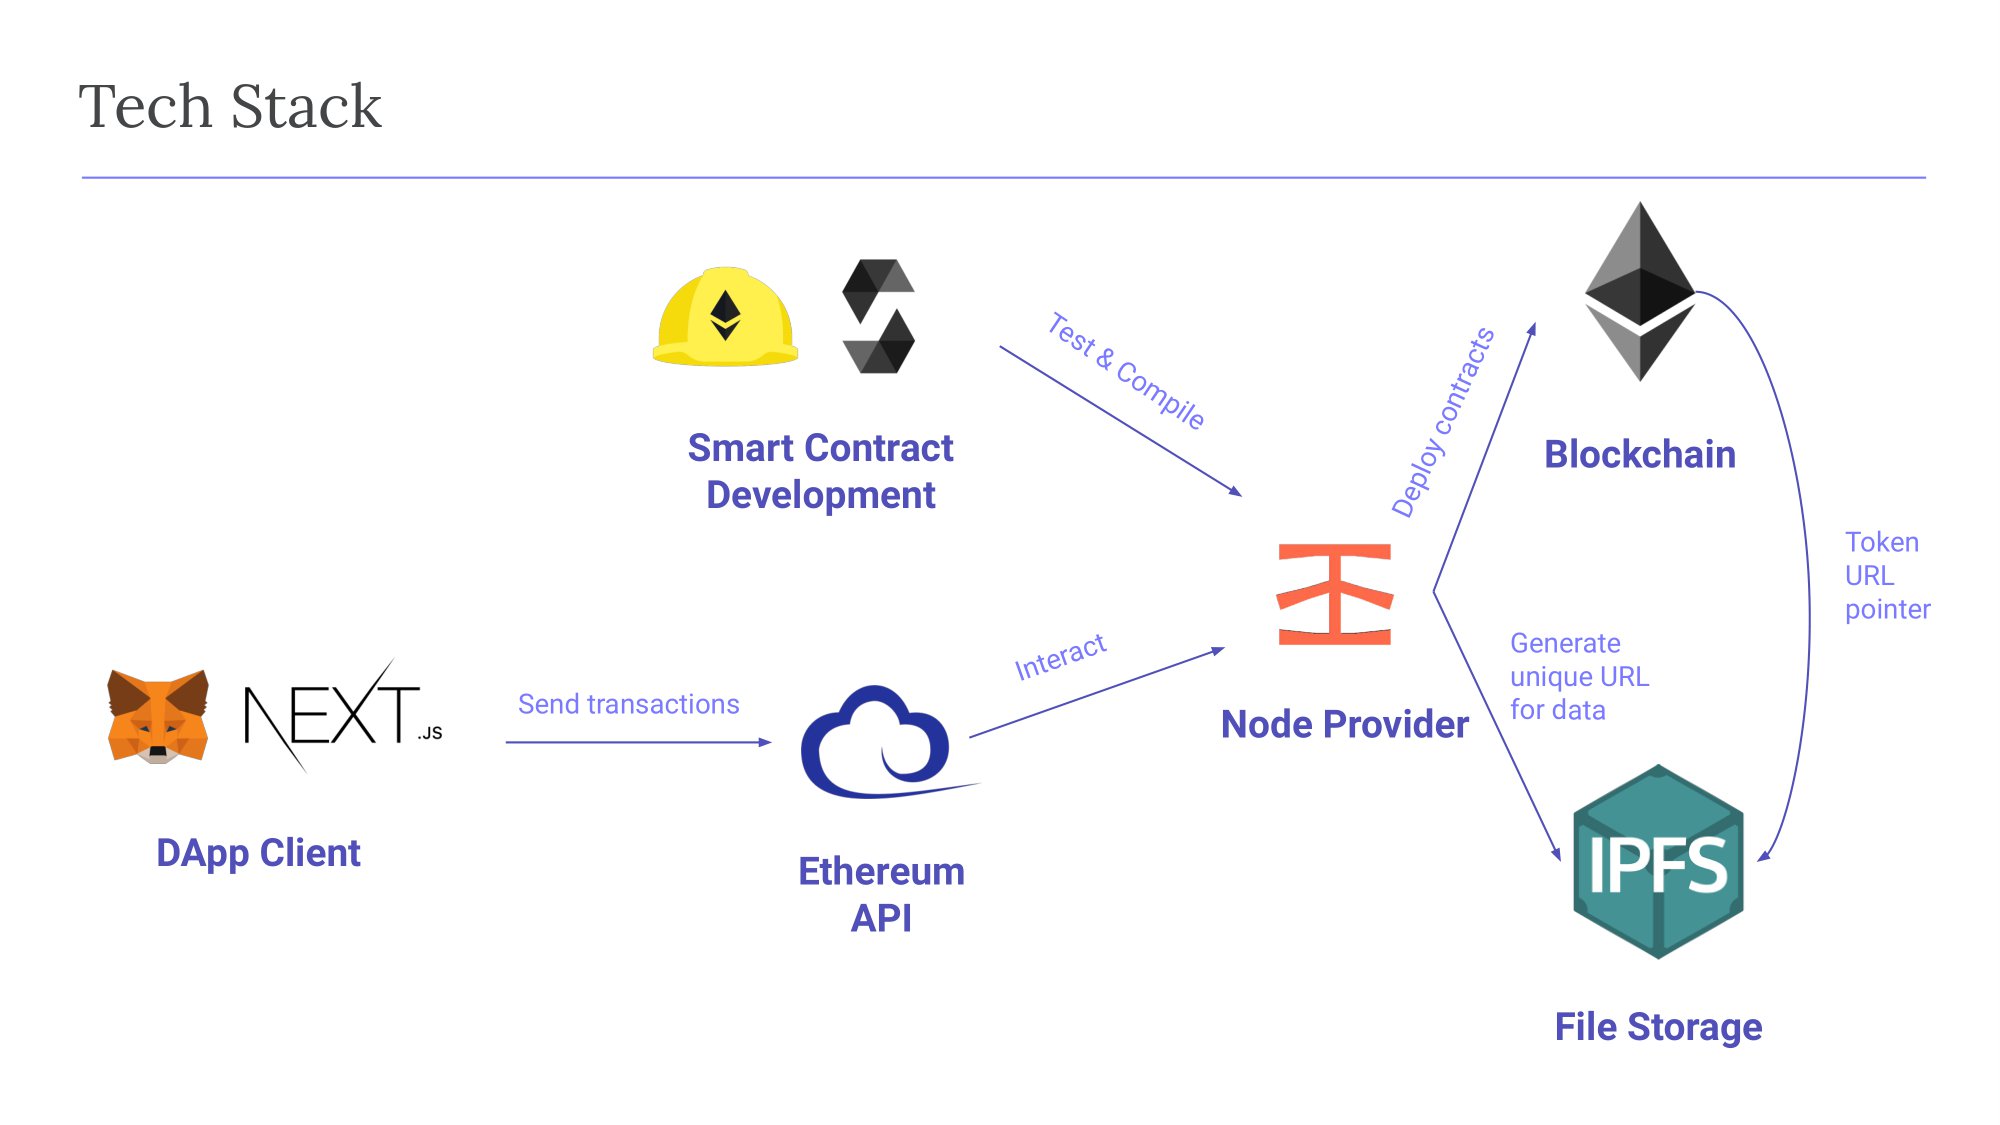 Tech Stack
Smart Contract
Development
Test & Compile
Deploy contracts
Blockchain
Token
URL
pointer
NEXT.JS
DApp Client
Send transactions
Ethereum
API
Interact
Node Provider
Generate
unique URL
for data
IPFS
File Storage